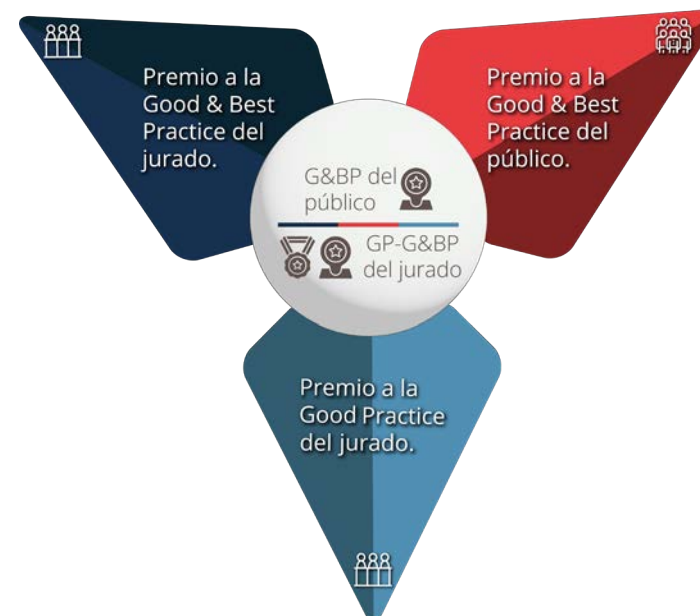 Premio a la
Good & Best
Practice del
jurado.
Premio a la
Good & Best
Practice del
público.
G&BP del
público
GP-G&BP
del jurado
Premio a la
Good Practice
del jurado.